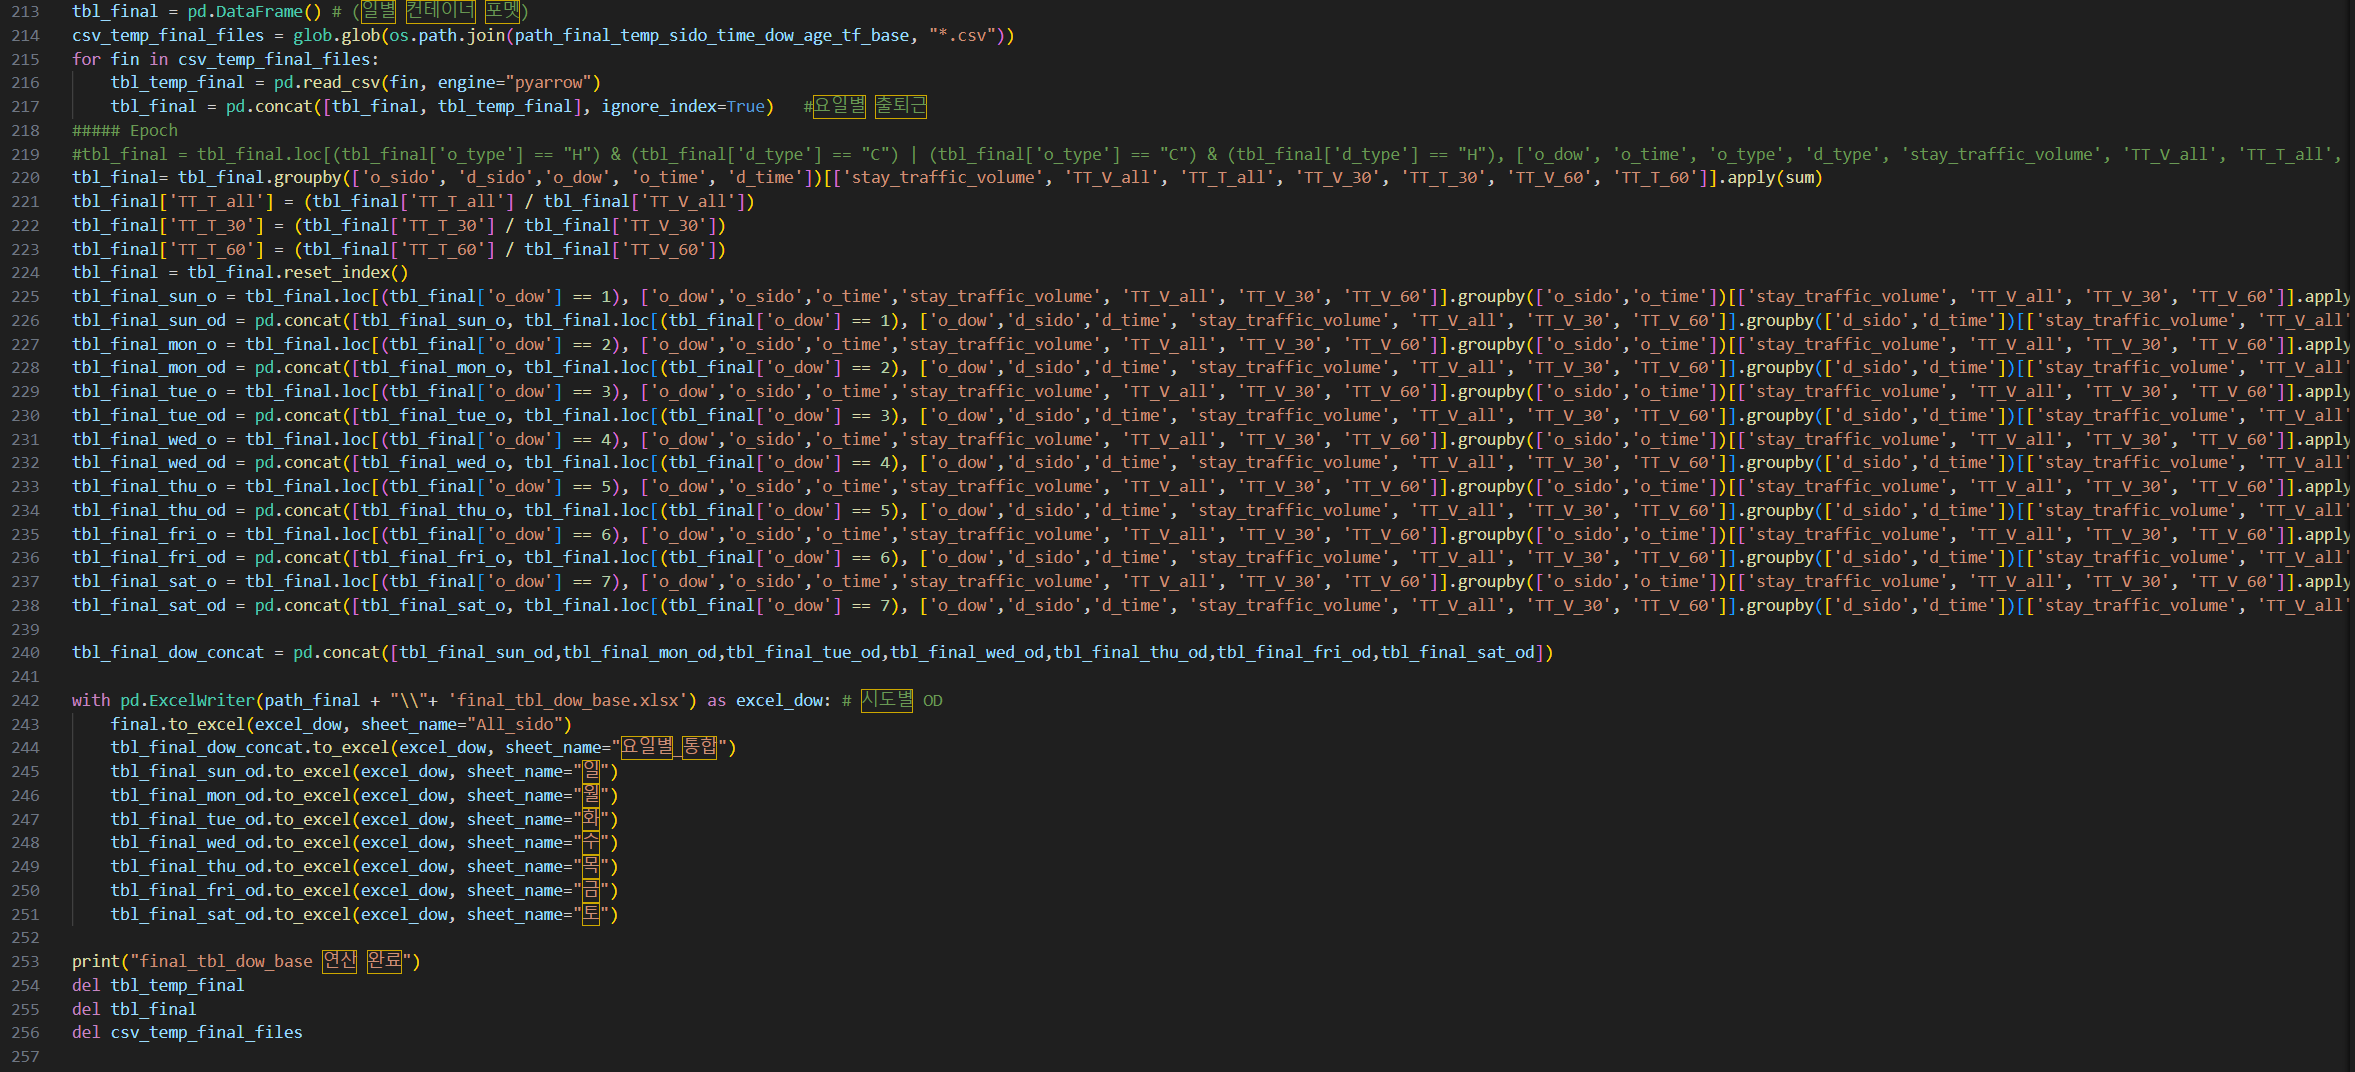 213 tbl_final = pd.DataFrame() # (일별 컨테이너 포멧)
214 csv_temp_final_files = glob.glob(os.path.join(path_final_temp_sido_time_dow_age_tf_base, "*.csv"))
215 for fin in csv_temp_final_files:
216     tbl_temp_final = pd.read_csv(fin, engine="pyarrow")
217     tbl_final = pd.concat([tbl_final, tbl_temp_final], ignore_index=True)   #요일별 출퇴근
218 ##### Epoch
219 #tbl_final = tbl_final.loc[(tbl_final['o_type'] == "H") & (tbl_final['d_type'] == "C") | (tbl_final['o_type'] == "C") & (tbl_final['d_type'] == "H"), ['o_dow', 'o_time', 'o_type', 'd_type', 'stay_traffic_volume', 'TT_V_all', 'TT_T_all',
220 tbl_final= tbl_final.groupby(['o_sido', 'd_sido','o_dow', 'o_time', 'd_time'])[['stay_traffic_volume', 'TT_V_all', 'TT_T_all', 'TT_V_30', 'TT_T_30', 'TT_V_60', 'TT_T_60']].apply(sum)
221 tbl_final['TT_T_all'] = (tbl_final['TT_T_all'] / tbl_final['TT_V_all'])
222 tbl_final['TT_T_30'] = (tbl_final['TT_T_30'] / tbl_final['TT_V_30'])
223 tbl_final['TT_T_60'] = (tbl_final['TT_T_60'] / tbl_final['TT_V_60'])
224 tbl_final = tbl_final.reset_index()
225 tbl_final_sun_o = tbl_final.loc[(tbl_final['o_dow'] == 1), ['o_dow','o_sido','o_time','stay_traffic_volume', 'TT_V_all', 'TT_V_30', 'TT_V_60']].groupby(['o_sido','o_time'])[['stay_traffic_volume', 'TT_V_all', 'TT_V_30', 'TT_V_60']].apply
226 tbl_final_sun_od = pd.concat([tbl_final_sun_o, tbl_final.loc[(tbl_final['o_dow'] == 1), ['o_dow','d_sido','d_time', 'stay_traffic_volume', 'TT_V_all', 'TT_V_30', 'TT_V_60']].groupby(['d_sido','d_time'])[['stay_traffic_volume', 'TT_V_all'
227 tbl_final_mon_o = tbl_final.loc[(tbl_final['o_dow'] == 2), ['o_dow','o_sido','o_time','stay_traffic_volume', 'TT_V_all', 'TT_V_30', 'TT_V_60']].groupby(['o_sido','o_time'])[['stay_traffic_volume', 'TT_V_all', 'TT_V_30', 'TT_V_60']].apply
228 tbl_final_mon_od = pd.concat([tbl_final_mon_o, tbl_final.loc[(tbl_final['o_dow'] == 2), ['o_dow','d_sido','d_time', 'stay_traffic_volume', 'TT_V_all', 'TT_V_30', 'TT_V_60']].groupby(['d_sido','d_time'])[['stay_traffic_volume', 'TT_V_all'
229 tbl_final_tue_o = tbl_final.loc[(tbl_final['o_dow'] == 3), ['o_dow','o_sido','o_time','stay_traffic_volume', 'TT_V_all', 'TT_V_30', 'TT_V_60']].groupby(['o_sido','o_time'])[['stay_traffic_volume', 'TT_V_all', 'TT_V_30', 'TT_V_60']].apply
230 tbl_final_tue_od = pd.concat([tbl_final_tue_o, tbl_final.loc[(tbl_final['o_dow'] == 3), ['o_dow','d_sido','d_time', 'stay_traffic_volume', 'TT_V_all', 'TT_V_30', 'TT_V_60']].groupby(['d_sido','d_time'])[['stay_traffic_volume', 'TT_V_all'
231 tbl_final_wed_o = tbl_final.loc[(tbl_final['o_dow'] == 4), ['o_dow','o_sido','o_time','stay_traffic_volume', 'TT_V_all', 'TT_V_30', 'TT_V_60']].groupby(['o_sido','o_time'])[['stay_traffic_volume', 'TT_V_all', 'TT_V_30', 'TT_V_60']].apply
232 tbl_final_wed_od = pd.concat([tbl_final_wed_o, tbl_final.loc[(tbl_final['o_dow'] == 4), ['o_dow','d_sido','d_time', 'stay_traffic_volume', 'TT_V_all', 'TT_V_30', 'TT_V_60']].groupby(['d_sido','d_time'])[['stay_traffic_volume', 'TT_V_all'
233 tbl_final_thu_o = tbl_final.loc[(tbl_final['o_dow'] == 5), ['o_dow','o_sido','o_time','stay_traffic_volume', 'TT_V_all', 'TT_V_30', 'TT_V_60']].groupby(['o_sido','o_time'])[['stay_traffic_volume', 'TT_V_all', 'TT_V_30', 'TT_V_60']].apply
234 tbl_final_thu_od = pd.concat([tbl_final_thu_o, tbl_final.loc[(tbl_final['o_dow'] == 5), ['o_dow','d_sido','d_time', 'stay_traffic_volume', 'TT_V_all', 'TT_V_30', 'TT_V_60']].groupby(['d_sido','d_time'])[['stay_traffic_volume', 'TT_V_all'
235 tbl_final_fri_o = tbl_final.loc[(tbl_final['o_dow'] == 6), ['o_dow','o_sido','o_time','stay_traffic_volume', 'TT_V_all', 'TT_V_30', 'TT_V_60']].groupby(['o_sido','o_time'])[['stay_traffic_volume', 'TT_V_all', 'TT_V_30', 'TT_V_60']].apply
236 tbl_final_fri_od = pd.concat([tbl_final_fri_o, tbl_final.loc[(tbl_final['o_dow'] == 6), ['o_dow','d_sido','d_time', 'stay_traffic_volume', 'TT_V_all', 'TT_V_30', 'TT_V_60']].groupby(['d_sido','d_time'])[['stay_traffic_volume', 'TT_V_all'
237 tbl_final_sat_o = tbl_final.loc[(tbl_final['o_dow'] == 7), ['o_dow','o_sido','o_time','stay_traffic_volume', 'TT_V_all', 'TT_V_30', 'TT_V_60']].groupby(['o_sido','o_time'])[['stay_traffic_volume', 'TT_V_all', 'TT_V_30', 'TT_V_60']].apply
238 tbl_final_sat_od = pd.concat([tbl_final_sat_o, tbl_final.loc[(tbl_final['o_dow'] == 7), ['o_dow','d_sido','d_time', 'stay_traffic_volume', 'TT_V_all', 'TT_V_30', 'TT_V_60']].groupby(['d_sido','d_time'])[['stay_traffic_volume', 'TT_V_all'
239
240 tbl_final_dow_concat = pd.concat([tbl_final_sun_od,tbl_final_mon_od,tbl_final_tue_od,tbl_final_wed_od,tbl_final_thu_od,tbl_final_fri_od,tbl_final_sat_od])
241
242 with pd.ExcelWriter(path_final + "\\"+ 'final_tbl_dow_base.xlsx') as excel_dow: # 시도별 OD
243     final.to_excel(excel_dow, sheet_name="All_sido")
244     tbl_final_dow_concat.to_excel(excel_dow, sheet_name="요일별_통합")
245     tbl_final_sun_od.to_excel(excel_dow, sheet_name="일")
246     tbl_final_mon_od.to_excel(excel_dow, sheet_name="월")
247     tbl_final_tue_od.to_excel(excel_dow, sheet_name="화")
248     tbl_final_wed_od.to_excel(excel_dow, sheet_name="수")
249     tbl_final_thu_od.to_excel(excel_dow, sheet_name="목")
250     tbl_final_fri_od.to_excel(excel_dow, sheet_name="금")
251     tbl_final_sat_od.to_excel(excel_dow, sheet_name="토")
252
253 print("final_tbl_dow_base 연산 완료")
254 del tbl_temp_final
255 del tbl_final
256 del csv_temp_final_files
257